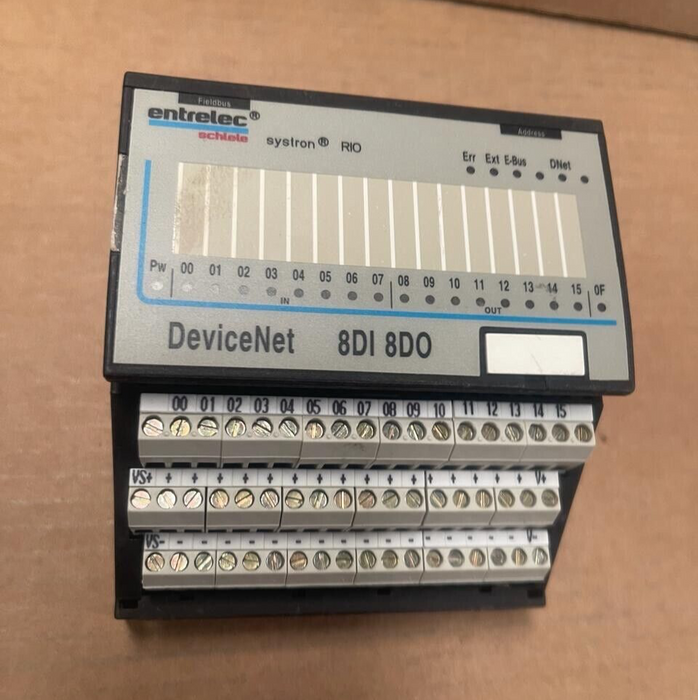 Fieldbus
entrelec®
schiele
systron® RIO
Address
Err Ext E-Bus DNet
Pw 00 01 02 03 04 05 06 07 08 09 10 11 12 13 14 15 0F
IN OUT
DeviceNet 8DI 8DO
00 01 02 03 04 05 06 07 08 09 10 11 12 13 14 15
VS+ + + + + + + + + + + + + + + + V+
VS- - - - - - - - - - - - - - - - V-